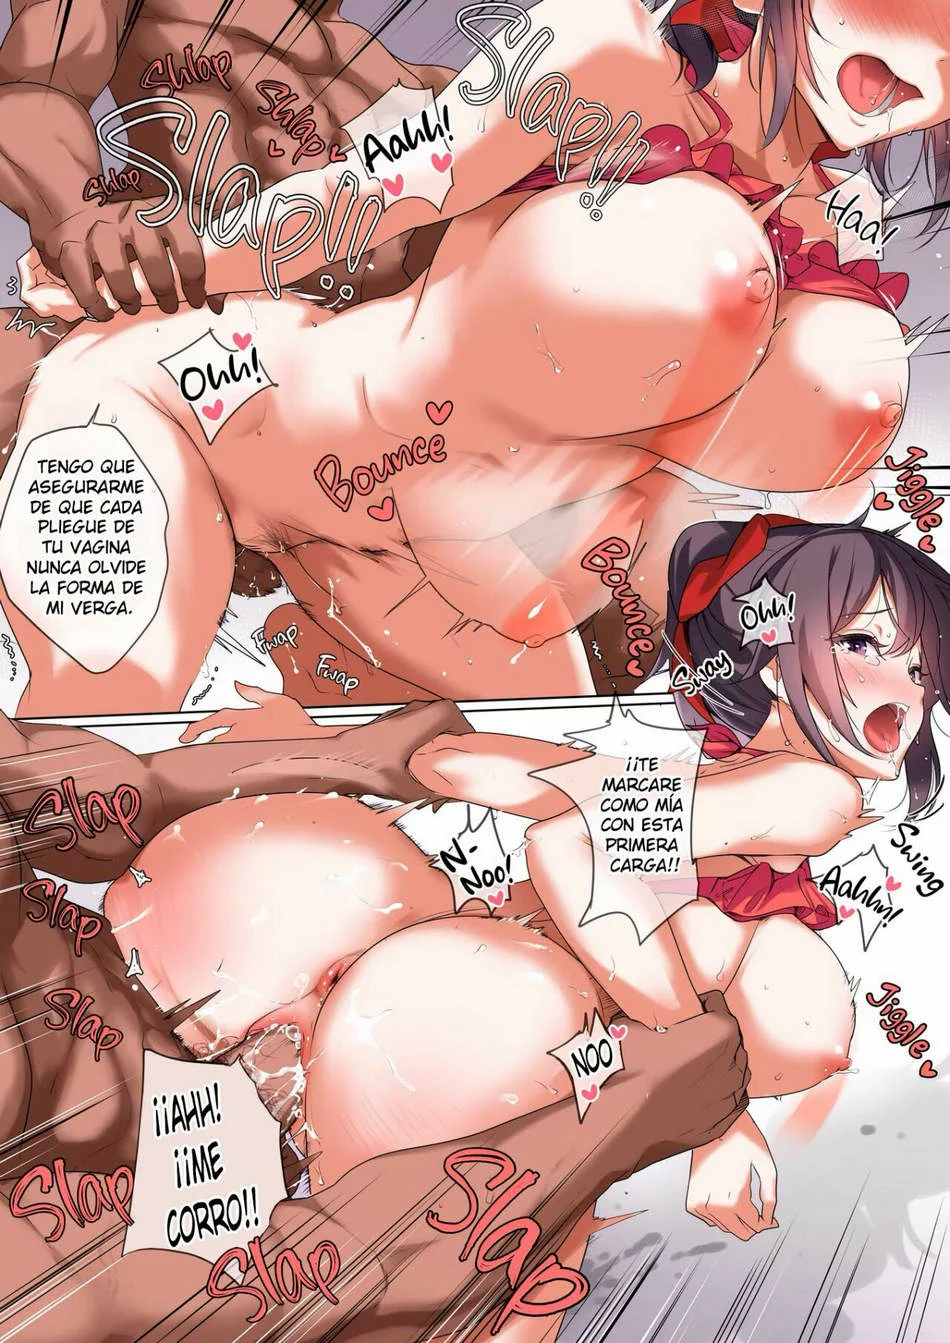 Shlap
Shlap
Shlap
Slap!!
Slap!!
Aahh!
Haa!
Ohh!
Bounce
Jiggle
TENGO QUE
ASEGURARME
DE QUE CADA
PLIEGUE DE
TU VAGINA
NUNCA OLVIDE
LA FORMA DE
MI VERGA.
Bounce
Fwap
Fwap
Ohh!
Sway
¡¡TE
MARCARE
COMO MÍA
CON ESTA
PRIMERA
CARGA!!
Slap
Slap
Slap
N-
Noo!
Swing
Aahhn!
Jiggle
NOO
¡¡AHH!
¡¡ME
CORRO!!
Slap
Slap
Slap